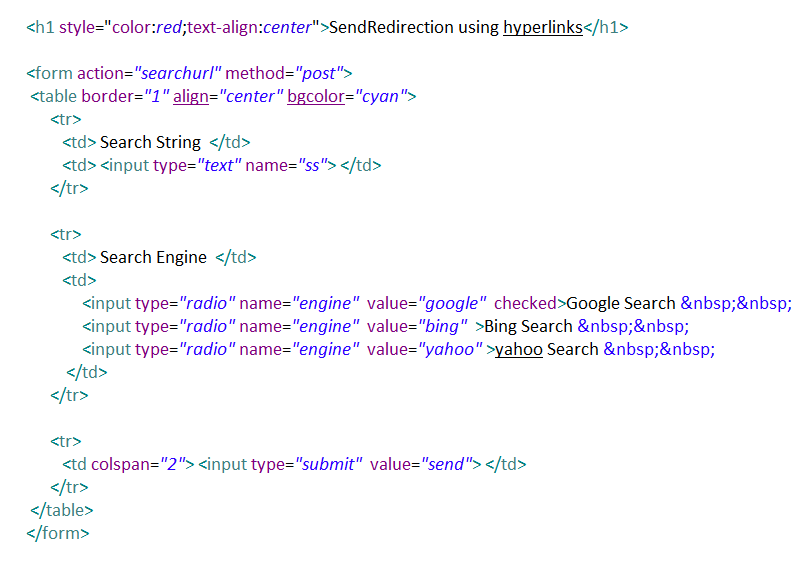 <h1 style="color:red;text-align:center">SendRedirection using hyperlinks</h1>
<form action="searchurl" method="post">
<table border="1" align="center" bgcolor="cyan">
<tr>
<td> Search String </td>
<td> <input type="text" name="ss"> </td>
</tr>
<tr>
<td> Search Engine </td>
<td>
<input type="radio" name="engine" value="google" checked>Google Search &nbsp;&nbsp;
<input type="radio" name="engine" value="bing" >Bing Search &nbsp;&nbsp;
<input type="radio" name="engine" value="yahoo" >yahoo Search &nbsp;&nbsp;
</td>
</tr>
<tr>
<td colspan="2"> <input type="submit" value="send"> </td>
</tr>
</table>
</form>